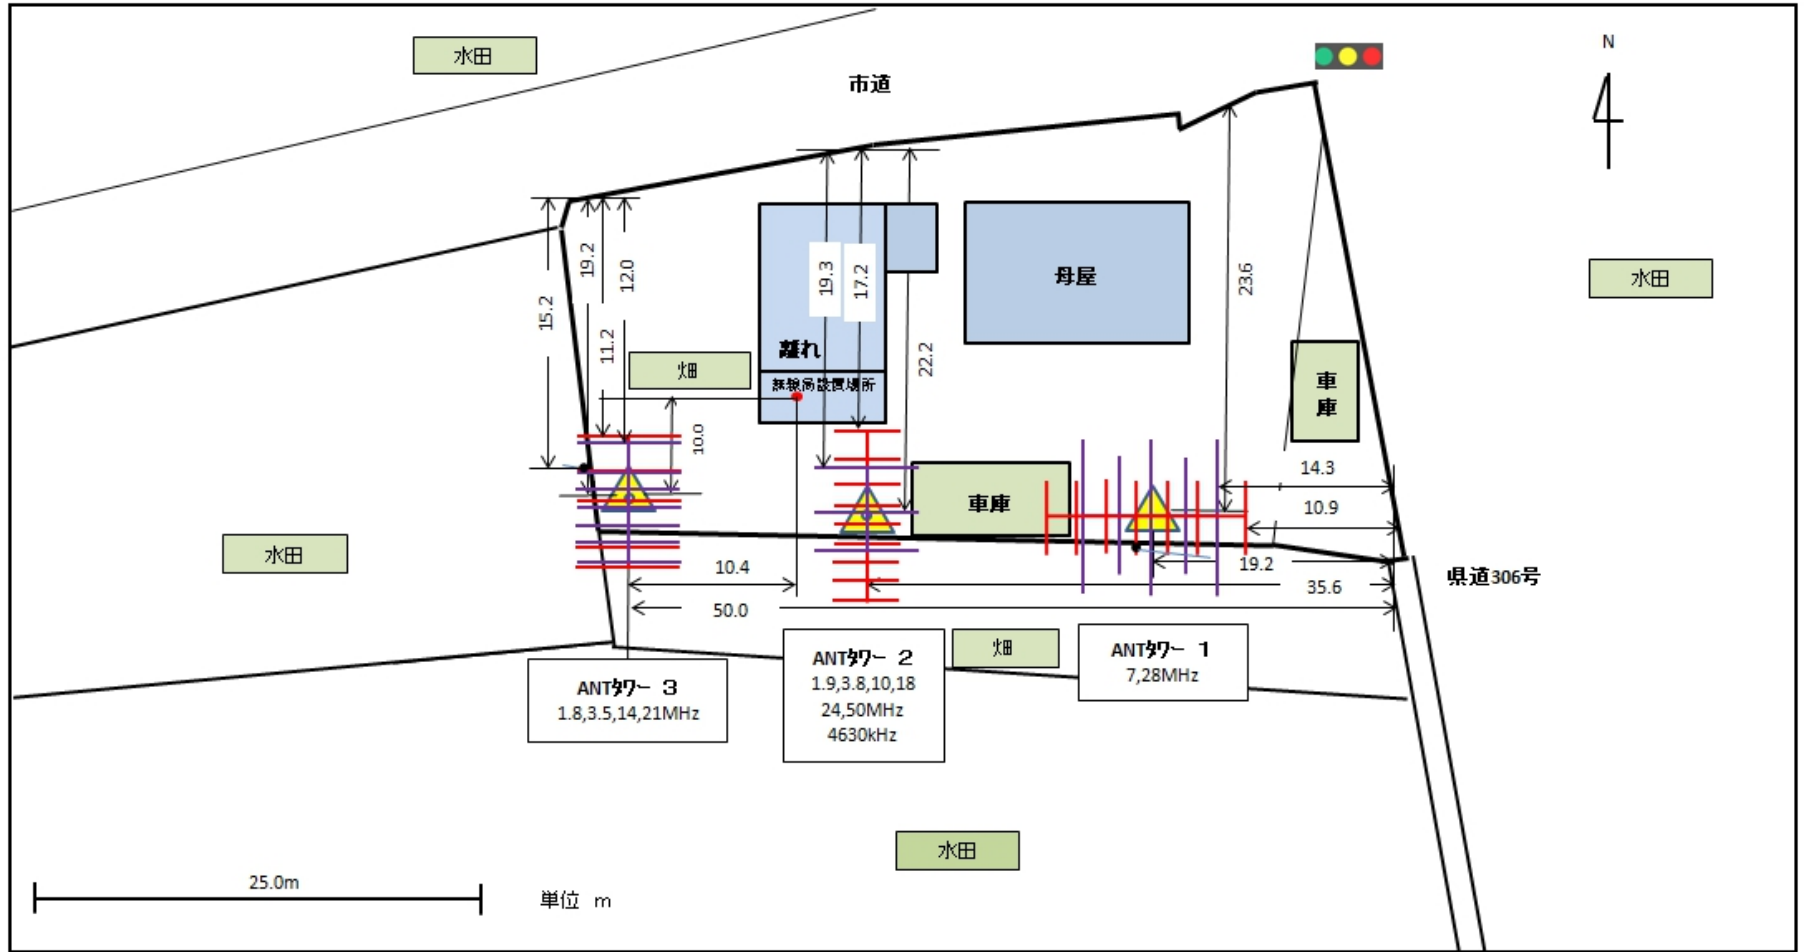 水田
市道
N
水田
19.2
12.0
15.2
11.2
畑
10.0
19.3
17.2
22.2
離れ
無線局設置場所
母屋
23.6
車
庫
車庫
14.3
10.9
水田
10.4
19.2
35.6
50.0
県道306号
ANTタワー 3
1.8,3.5,14,21MHz
ANTタワー 2
1.9,3.8,10,18
24,50MHz
4630kHz
畑
ANTタワー 1
7,28MHz
水田
25.0m
単位 m